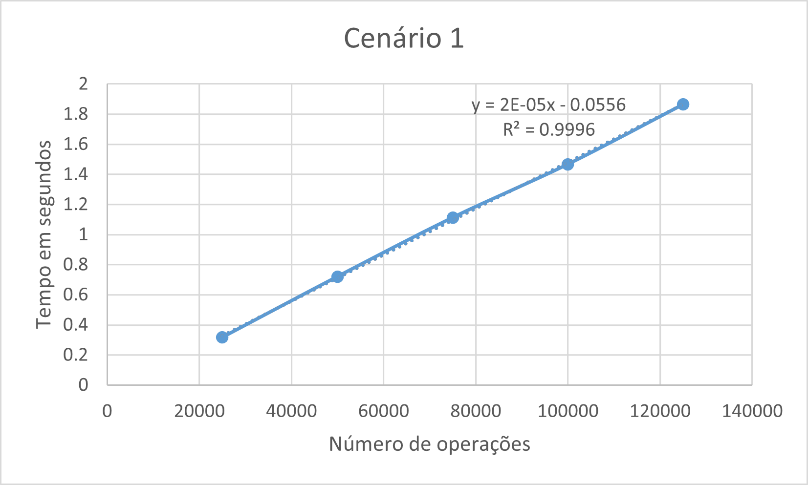 Cenário 1
y = 2E-05x - 0.0556
R² = 0.9996
Tempo em segundos
2
1.8
1.6
1.4
1.2
1
0.8
0.6
0.4
0.2
0
0 20000 40000 60000 80000 100000 120000 140000
Número de operações